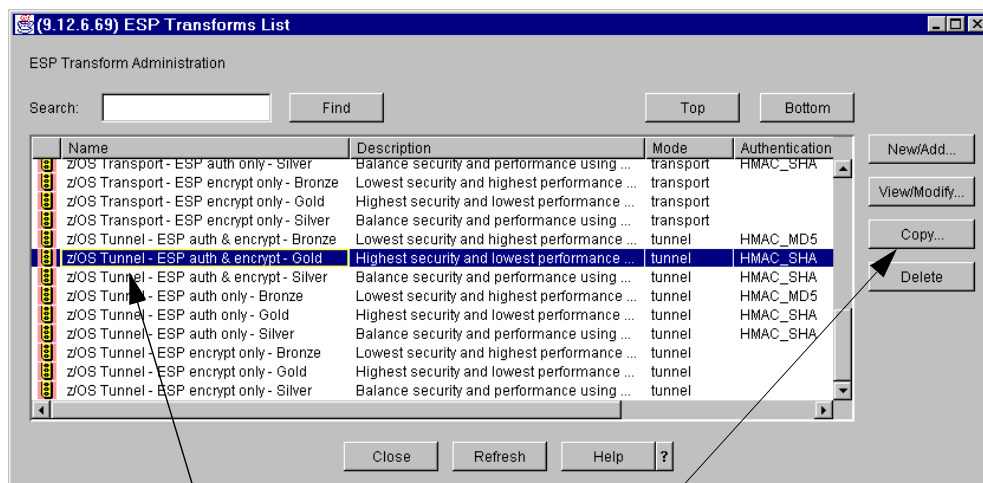 (9.12.6.69) ESP Transforms List
ESP Transform Administration
Search: Find Top Bottom
Name Description Mode Authentication
z/OS Transport - ESP auth only - Silver Balance security and performance using ... transport HMAC_SHA
z/OS Transport - ESP encrypt only - Bronze Lowest security and highest performance ... transport
z/OS Transport - ESP encrypt only - Gold Highest security and lowest performance ... transport
z/OS Transport - ESP encrypt only - Silver Balance security and performance using ... transport
z/OS Tunnel - ESP auth & encrypt - Bronze Lowest security and highest performance ... tunnel HMAC_MD5
z/OS Tunnel - ESP auth & encrypt - Gold Highest security and lowest performance ... tunnel HMAC_SHA
z/OS Tunnel - ESP auth & encrypt - Silver Balance security and performance using ... tunnel HMAC_SHA
z/OS Tunnel - ESP auth only - Bronze Lowest security and highest performance ... tunnel HMAC_MD5
z/OS Tunnel - ESP auth only - Gold Highest security and lowest performance ... tunnel HMAC_SHA
z/OS Tunnel - ESP auth only - Silver Balance security and performance using ... tunnel HMAC_SHA
z/OS Tunnel - ESP encrypt only - Bronze Lowest security and highest performance ... tunnel
z/OS Tunnel - ESP encrypt only - Gold Highest security and lowest performance ... tunnel
z/OS Tunnel - ESP encrypt only - Silver Balance security and performance using ... tunnel
New/Add...
View/Modify...
Copy...
Delete
Close Refresh Help ?